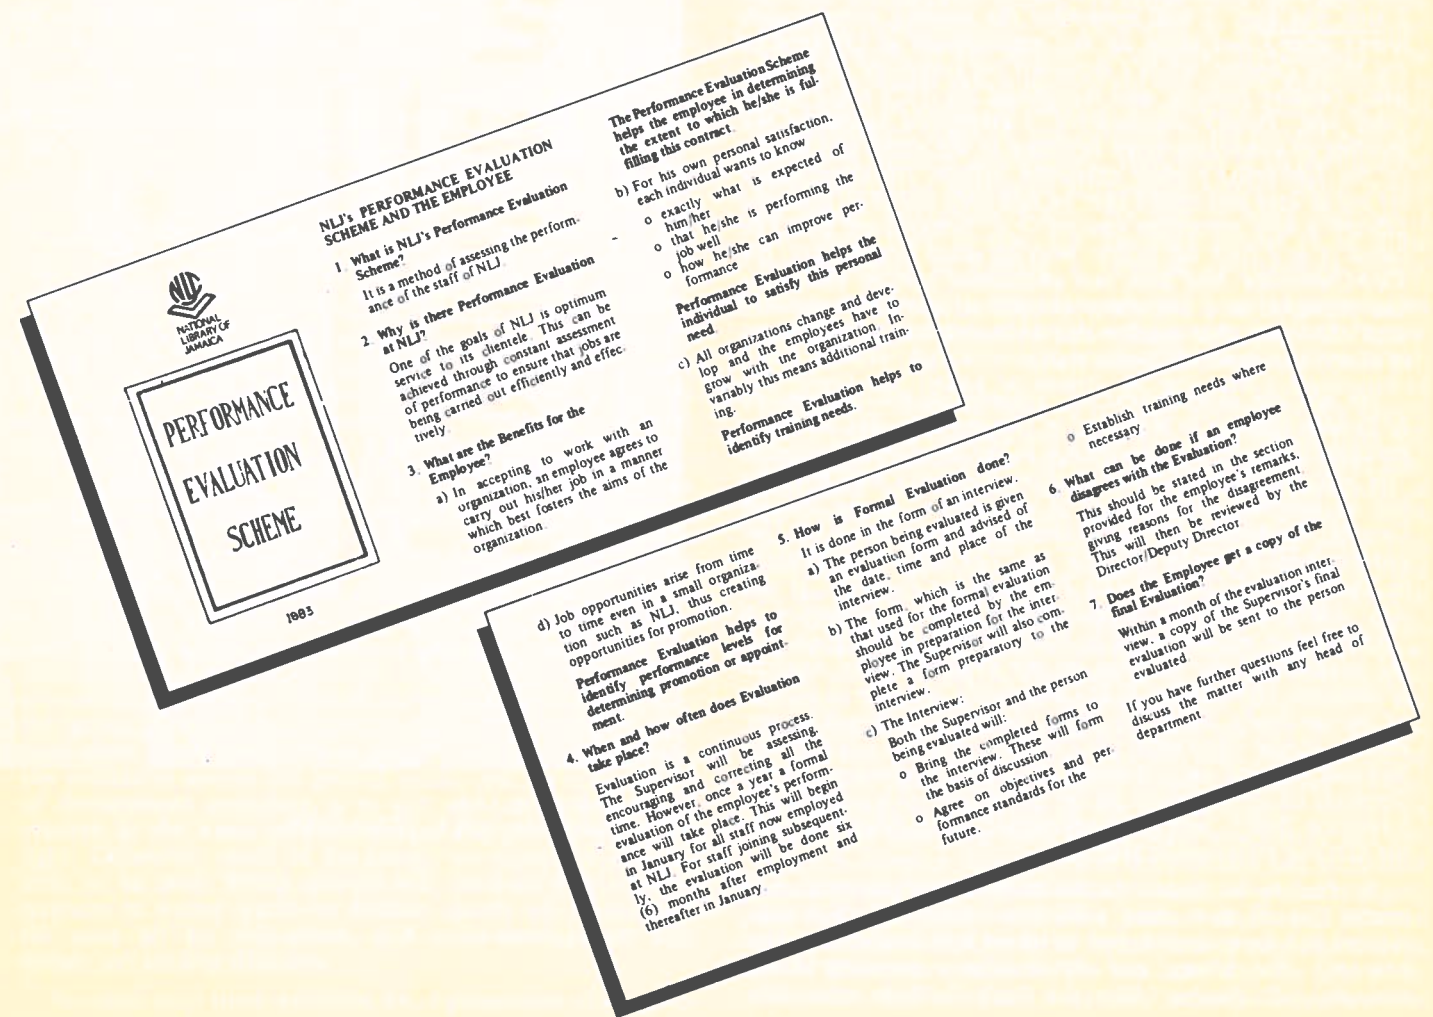 NLJ
NATIONAL
LIBRARY OF
JAMAICA
PERFORMANCE
EVALUATION
SCHEME
1983
NLJ's PERFORMANCE EVALUATION
SCHEME AND THE EMPLOYEE
1. What is NLJ's Performance Evaluation
Scheme?
It is a method of assessing the perform-
ance of the staff of NLJ.
2. Why is there Performance Evaluation
at NLJ?
One of the goals of NLJ is optimum
service to its clientele. This can be
achieved through constant assessment
of performance to ensure that jobs are
being carried out efficiently and effec-
tively.
3. What are the Benefits for the
Employee?
a) In accepting to work with an
organization, an employee agrees to
carry out his/her job in a manner
which best fosters the aims of the
organization.
The Performance Evaluation Scheme
helps the employee in determining
the extent to which he/she is ful-
filling this contract.
b) For his own personal satisfaction,
each individual wants to know
o exactly what is expected of
him/her
o that he/she is performing the
job well
o how he/she can improve per-
formance
Performance Evaluation helps the
individual to satisfy this personal
need.
c) All organizations change and deve-
lop and the employees have to
grow with the organization. In-
variably this means additional train-
ing.
Performance Evaluation helps to
identify training needs.
d) Job opportunities arise from time
to time even in a small organiza-
tion such as NLJ, thus creating
opportunities for promotion.
Performance Evaluation helps to
identify performance levels for
determining promotion or appoint-
ment.
4. When and how often does Evaluation
take place?
Evaluation is a continuous process.
The Supervisor will be assessing,
encouraging and correcting all the
time. However, once a year a formal
evaluation of the employee's perform-
ance will take place. This will begin
in January for all staff now employed
at NLJ. For staff joining subsequent-
ly, the evaluation will be done six
(6) months after employment and
thereafter in January.
5. How is Formal Evaluation done?
It is done in the form of an interview.
a) The person being evaluated is given
an evaluation form and advised of
the date, time and place of the
interview.
b) The form, which is the same as
that used for the formal evaluation
should be completed by the em-
ployee in preparation for the inter-
view. The Supervisor will also com-
plete a form preparatory to the
interview.
c) The Interview:
Both the Supervisor and the person
being evaluated will:
o Bring the completed forms to
the interview. These will form
the basis of discussion.
o Agree on objectives and per-
formance standards for the
future.
o Establish training needs where
necessary.
6. What can be done if an employee
disagrees with the Evaluation?
This should be stated in the section
provided for the employee's remarks,
giving reasons for the disagreement.
This will then be reviewed by the
Director/Deputy Director.
7. Does the Employee get a copy of the
final Evaluation?
Within a month of the evaluation inter-
view, a copy of the Supervisor's final
evaluation will be sent to the person
evaluated.
If you have further questions feel free to
discuss the matter with any head of
department.